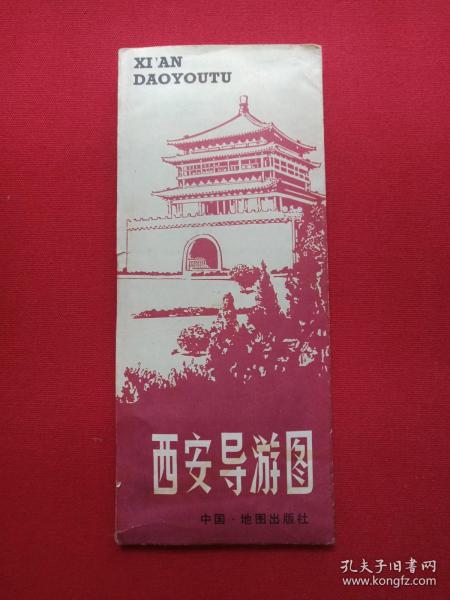 XI'AN
DAOYOUTU
西安导游图
中国·地图出版社
孔夫子旧书网
www.kongfz.com